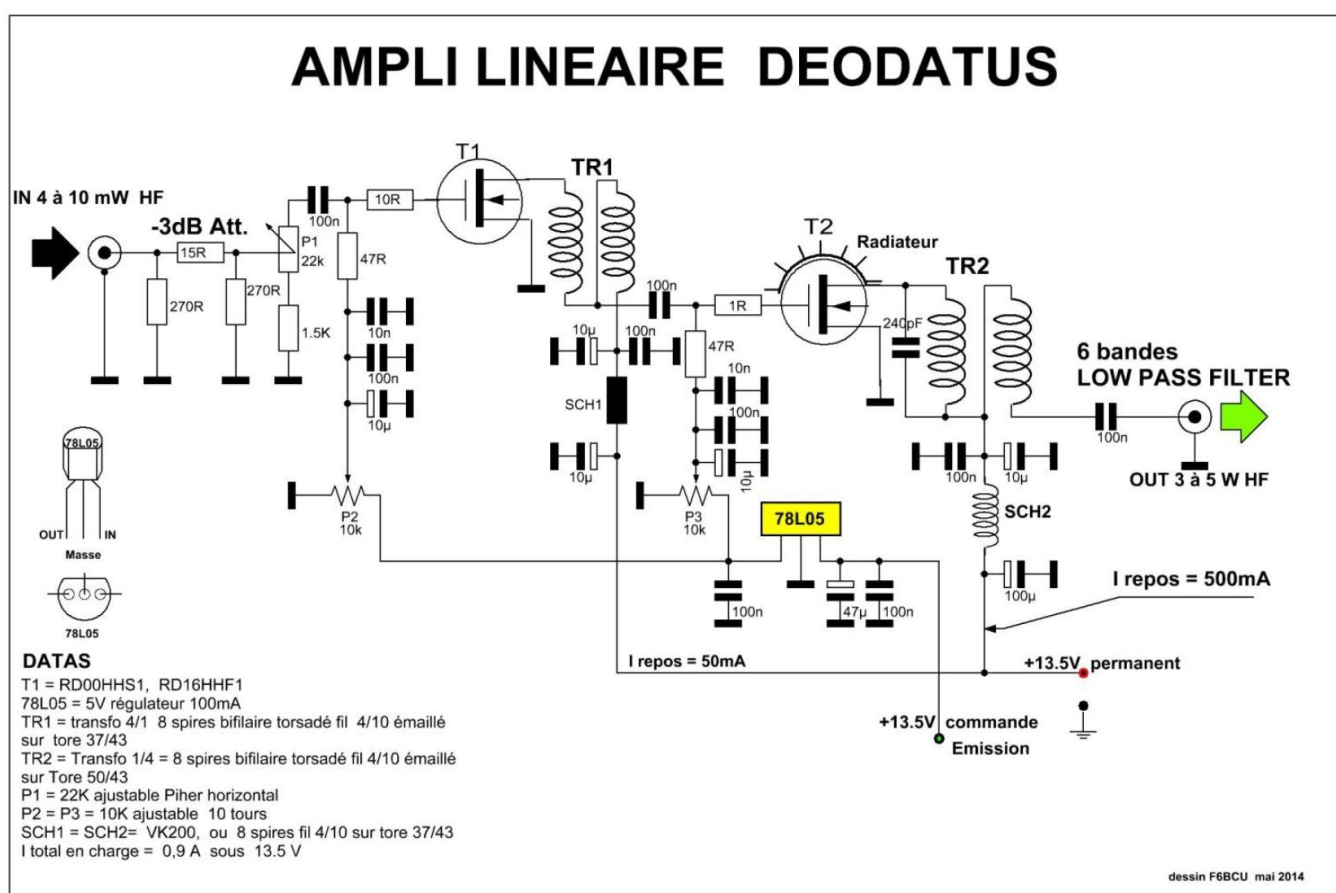 AMPLI LINEAIRE DEODATUS
IN 4 à 10 mW HF
-3dB Att.
15R
270R
270R
P1
22k
1.5K
100n
10R
47R
10n
100n
10µ
P2
10k
T1
TR1
100n
10µ
100n
SCH1
10µ
47R
1R
10n
100n
10µ
P3
10k
T2
Radiateur
240pF
TR2
6 bandes
LOW PASS FILTER
100n
OUT 3 à 5 W HF
100n
10µ
SCH2
100µ
I repos = 500mA
78L05
100n
47µ
100n
I repos = 50mA
+13.5V permanent
+13.5V commande
Emission
78L05
OUT
IN
Masse
78L05
DATAS
T1 = RD00HHS1, RD16HHF1
78L05 = 5V régulateur 100mA
TR1 = transfo 4/1 8 spires bifilaire torsadé fil 4/10 émaillé
sur tore 37/43
TR2 = Transfo 1/4 = 8 spires bifilaire torsadé fil 4/10 émaillé
sur Tore 50/43
P1 = 22K ajustable Piher horizontal
P2 = P3 = 10K ajustable 10 tours
SCH1 = SCH2= VK200, ou 8 spires fil 4/10 sur tore 37/43
I total en charge = 0,9 A sous 13.5 V
dessin F6BCU mai 2014